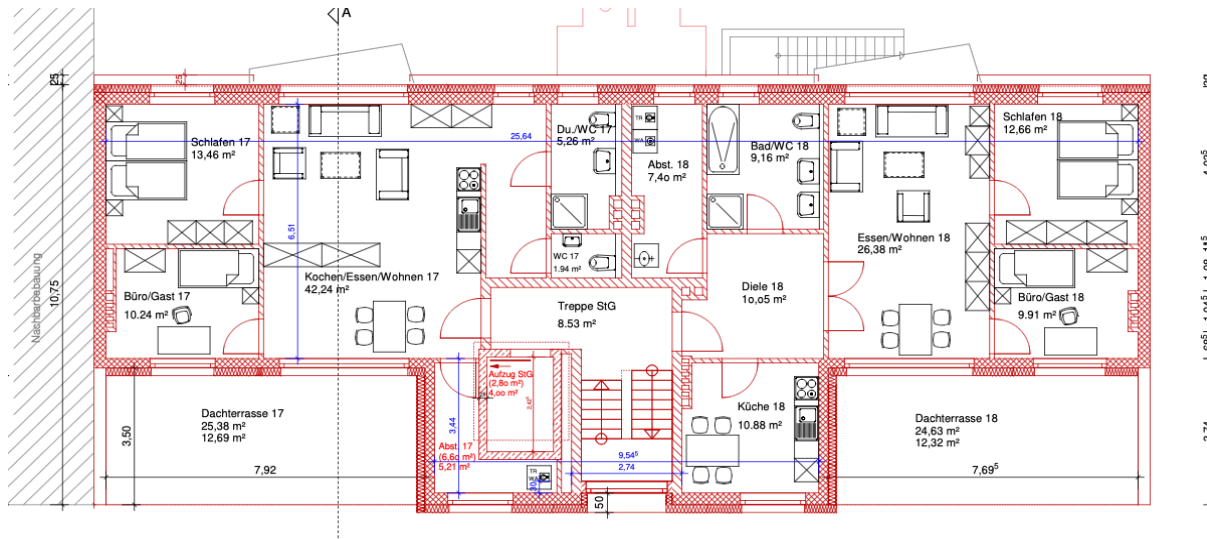 A
25
25
Schlafen 17
13,46 m²
25,64
Du./WC 17
5,26 m²
TR
WA
Abst. 18
7,4o m²
Bad/WC 18
9,16 m²
Schlafen 18
12,66 m²
6,51
Nachbarbebauung
10,75
Kochen/Essen/Wohnen 17
42,24 m²
WC 17
1.94 m²
Essen/Wohnen 18
26,38 m²
Büro/Gast 17
10.24 m²
Treppe StG
8.53 m²
Diele 18
1o,o5 m²
Büro/Gast 18
9.91 m²
Aufzug StG
(2,8o m²)
4,oo m²
Dachterrasse 17
25,38 m²
12,69 m²
3,50
3,44
Abst. 17
(6,6o m²)
5,21 m²
Küche 18
10.88 m²
Dachterrasse 18
24,63 m²
12,32 m²
9,54⁵
2,74
7,92
7,69⁵
TR
WA
50
2,74